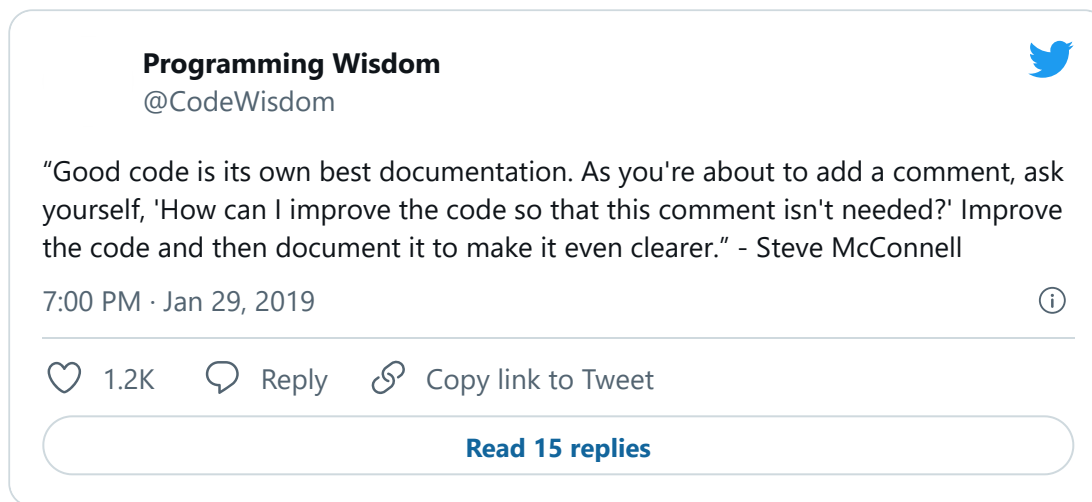 Programming Wisdom
@CodeWisdom
“Good code is its own best documentation. As you're about to add a comment, ask
yourself, 'How can I improve the code so that this comment isn't needed?' Improve
the code and then document it to make it even clearer.” - Steve McConnell
7:00 PM · Jan 29, 2019
1.2K Reply Copy link to Tweet
Read 15 replies